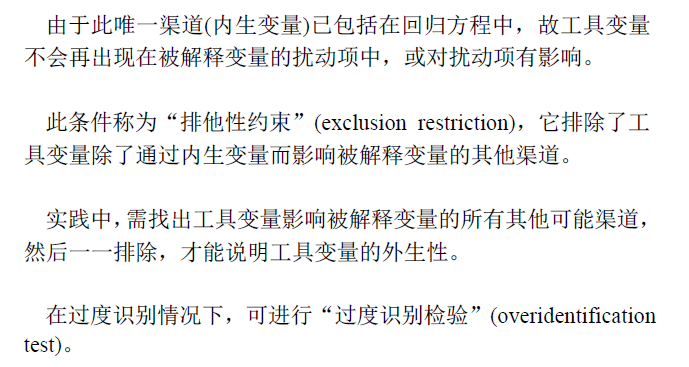 由于此唯一渠道(内生变量)已包括在回归方程中，故工具变量
不会再出现在被解释变量的扰动项中，或对扰动项有影响。
此条件称为“排他性约束”(exclusion restriction)，它排除了工
具变量除了通过内生变量而影响被解释变量的其他渠道。
实践中，需找出工具变量影响被解释变量的所有其他可能渠道，
然后一一排除，才能说明工具变量的外生性。
在过度识别情况下，可进行“过度识别检验”(overidentification
test)。